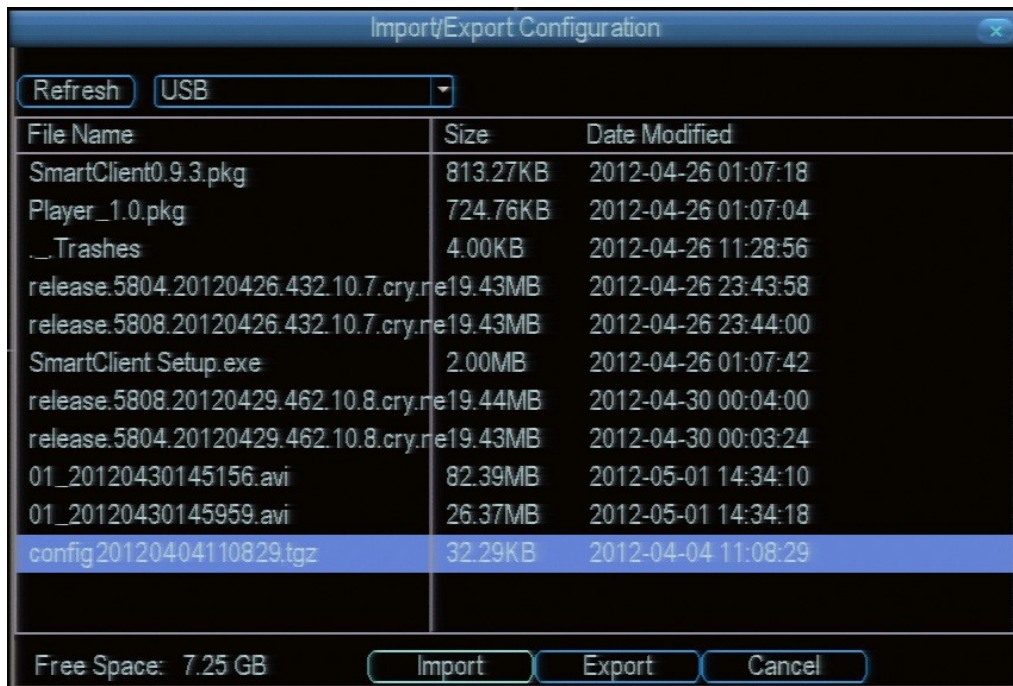 Import/Export Configuration
Refresh USB
File Name Size Date Modified
SmartClient0.9.3.pkg 813.27KB 2012-04-26 01:07:18
Player_1.0.pkg 724.76KB 2012-04-26 01:07:04
._.Trashes 4.00KB 2012-04-26 11:28:56
release.5804.20120426.432.10.7.cry.ne19.43MB 2012-04-26 23:43:58
release.5808.20120426.432.10.7.cry.ne19.43MB 2012-04-26 23:44:00
SmartClient Setup.exe 2.00MB 2012-04-26 01:07:42
release.5808.20120429.462.10.8.cry.ne19.44MB 2012-04-30 00:04:00
release.5804.20120429.462.10.8.cry.ne19.43MB 2012-04-30 00:03:24
01_20120430145156.avi 82.39MB 2012-05-01 14:34:10
01_20120430145959.avi 26.37MB 2012-05-01 14:34:18
config20120404110829.tgz 32.29KB 2012-04-04 11:08:29
Free Space: 7.25 GB Import Export Cancel